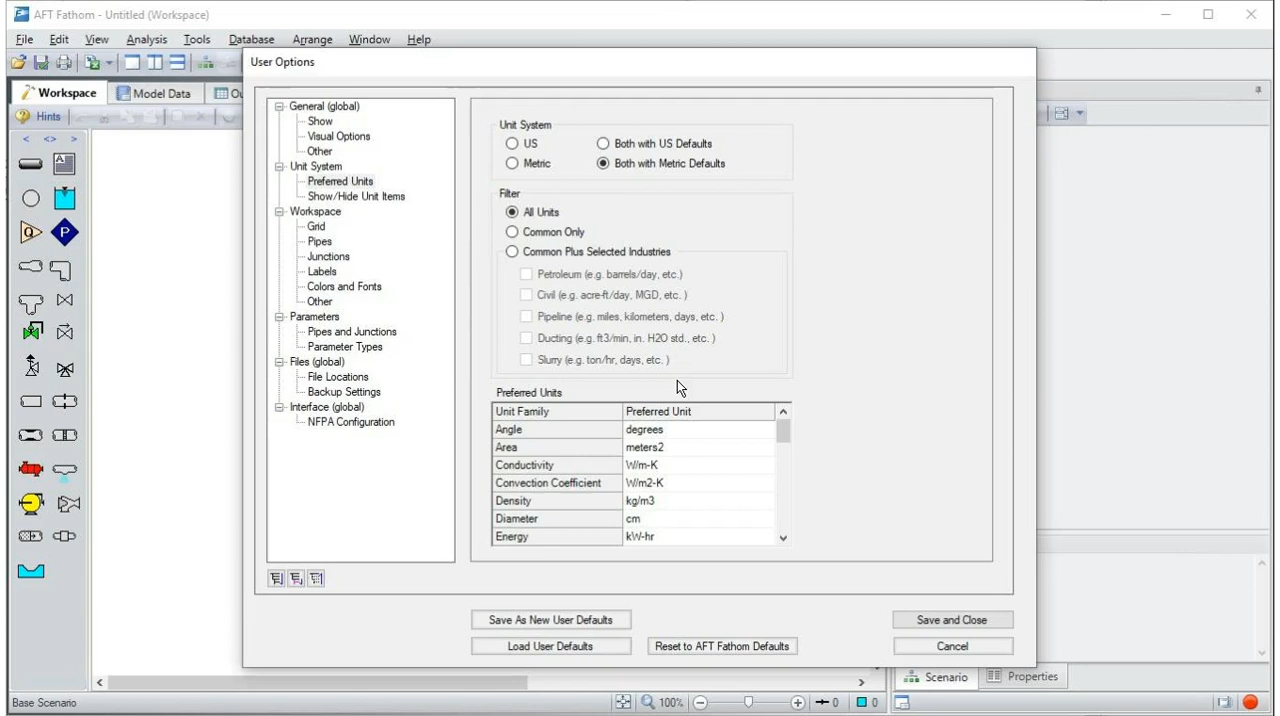 AFT Fathom - Untitled (Workspace)
File Edit View Analysis Tools Database Arrange Window Help
User Options
Workspace Model Data
Hints
< <> >
General (global)
Show
Visual Options
Other
Unit System
Preferred Units
Show/Hide Unit Items
Workspace
Grid
Pipes
Junctions
Labels
Colors and Fonts
Other
Parameters
Pipes and Junctions
Parameter Types
Files (global)
File Locations
Backup Settings
Interface (global)
NFPA Configuration
Unit System
US Both with US Defaults
Metric Both with Metric Defaults
Filter
All Units
Common Only
Common Plus Selected Industries
Petroleum (e.g. barrels/day, etc.)
Civil (e.g. acre-ft/day, MGD, etc. )
Pipeline (e.g. miles, kilometers, days, etc. )
Ducting (e.g. ft3/min, in. H2O std., etc. )
Slurry (e.g. ton/hr, days, etc. )
Preferred Units
Unit Family Preferred Unit
Angle degrees
Area meters2
Conductivity W/m-K
Convection Coefficient W/m2-K
Density kg/m3
Diameter cm
Energy kW-hr
Save As New User Defaults Save and Close
Load User Defaults Reset to AFT Fathom Defaults Cancel
Scenario Properties
Base Scenario 100% 0 0